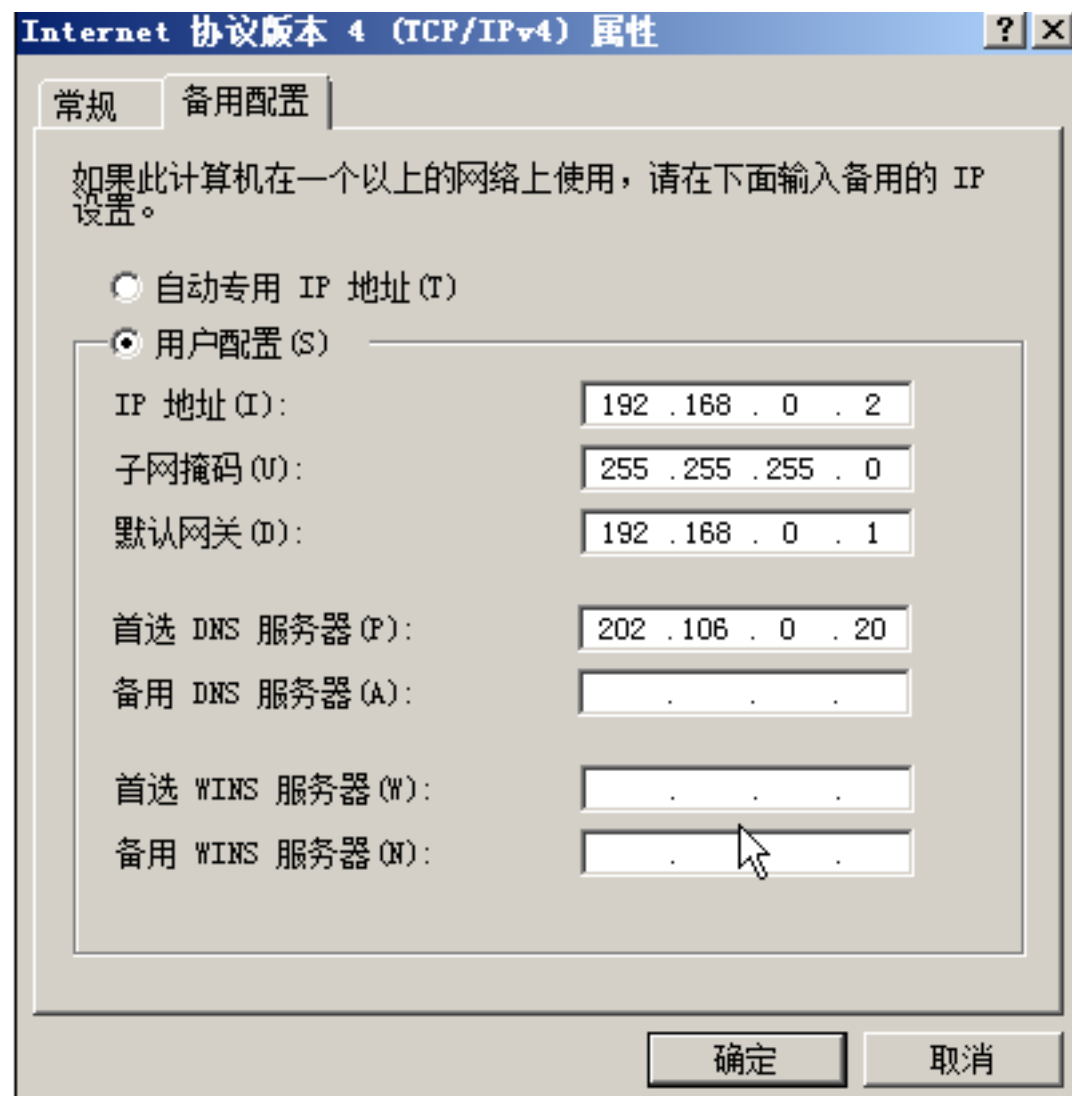 Internet 协议版本 4 (TCP/IPv4) 属性
常规 备用配置
如果此计算机在一个以上的网络上使用，请在下面输入备用的 IP
设置。
自动专用 IP 地址(T)
用户配置(S)
IP 地址(I): 192 .168 . 0 . 2
子网掩码(U): 255 .255 .255 . 0
默认网关(D): 192 .168 . 0 . 1
首选 DNS 服务器(P): 202 .106 . 0 . 20
备用 DNS 服务器(A): . . .
首选 WINS 服务器(W): . . .
备用 WINS 服务器(N): . . .
确定 取消